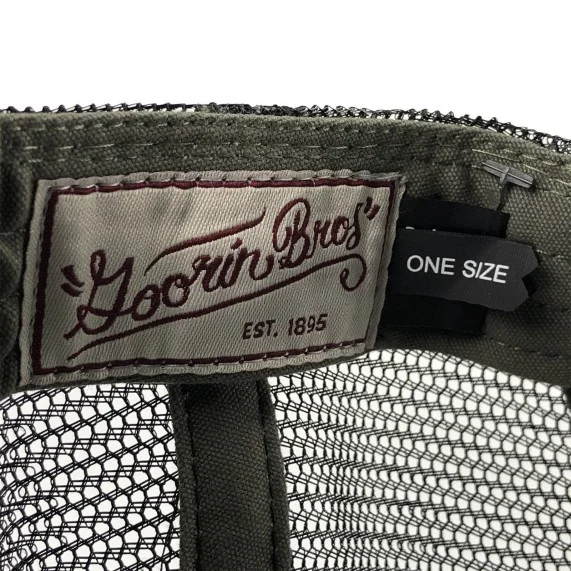 "Goorin Bros"
EST. 1895
ONE SIZE